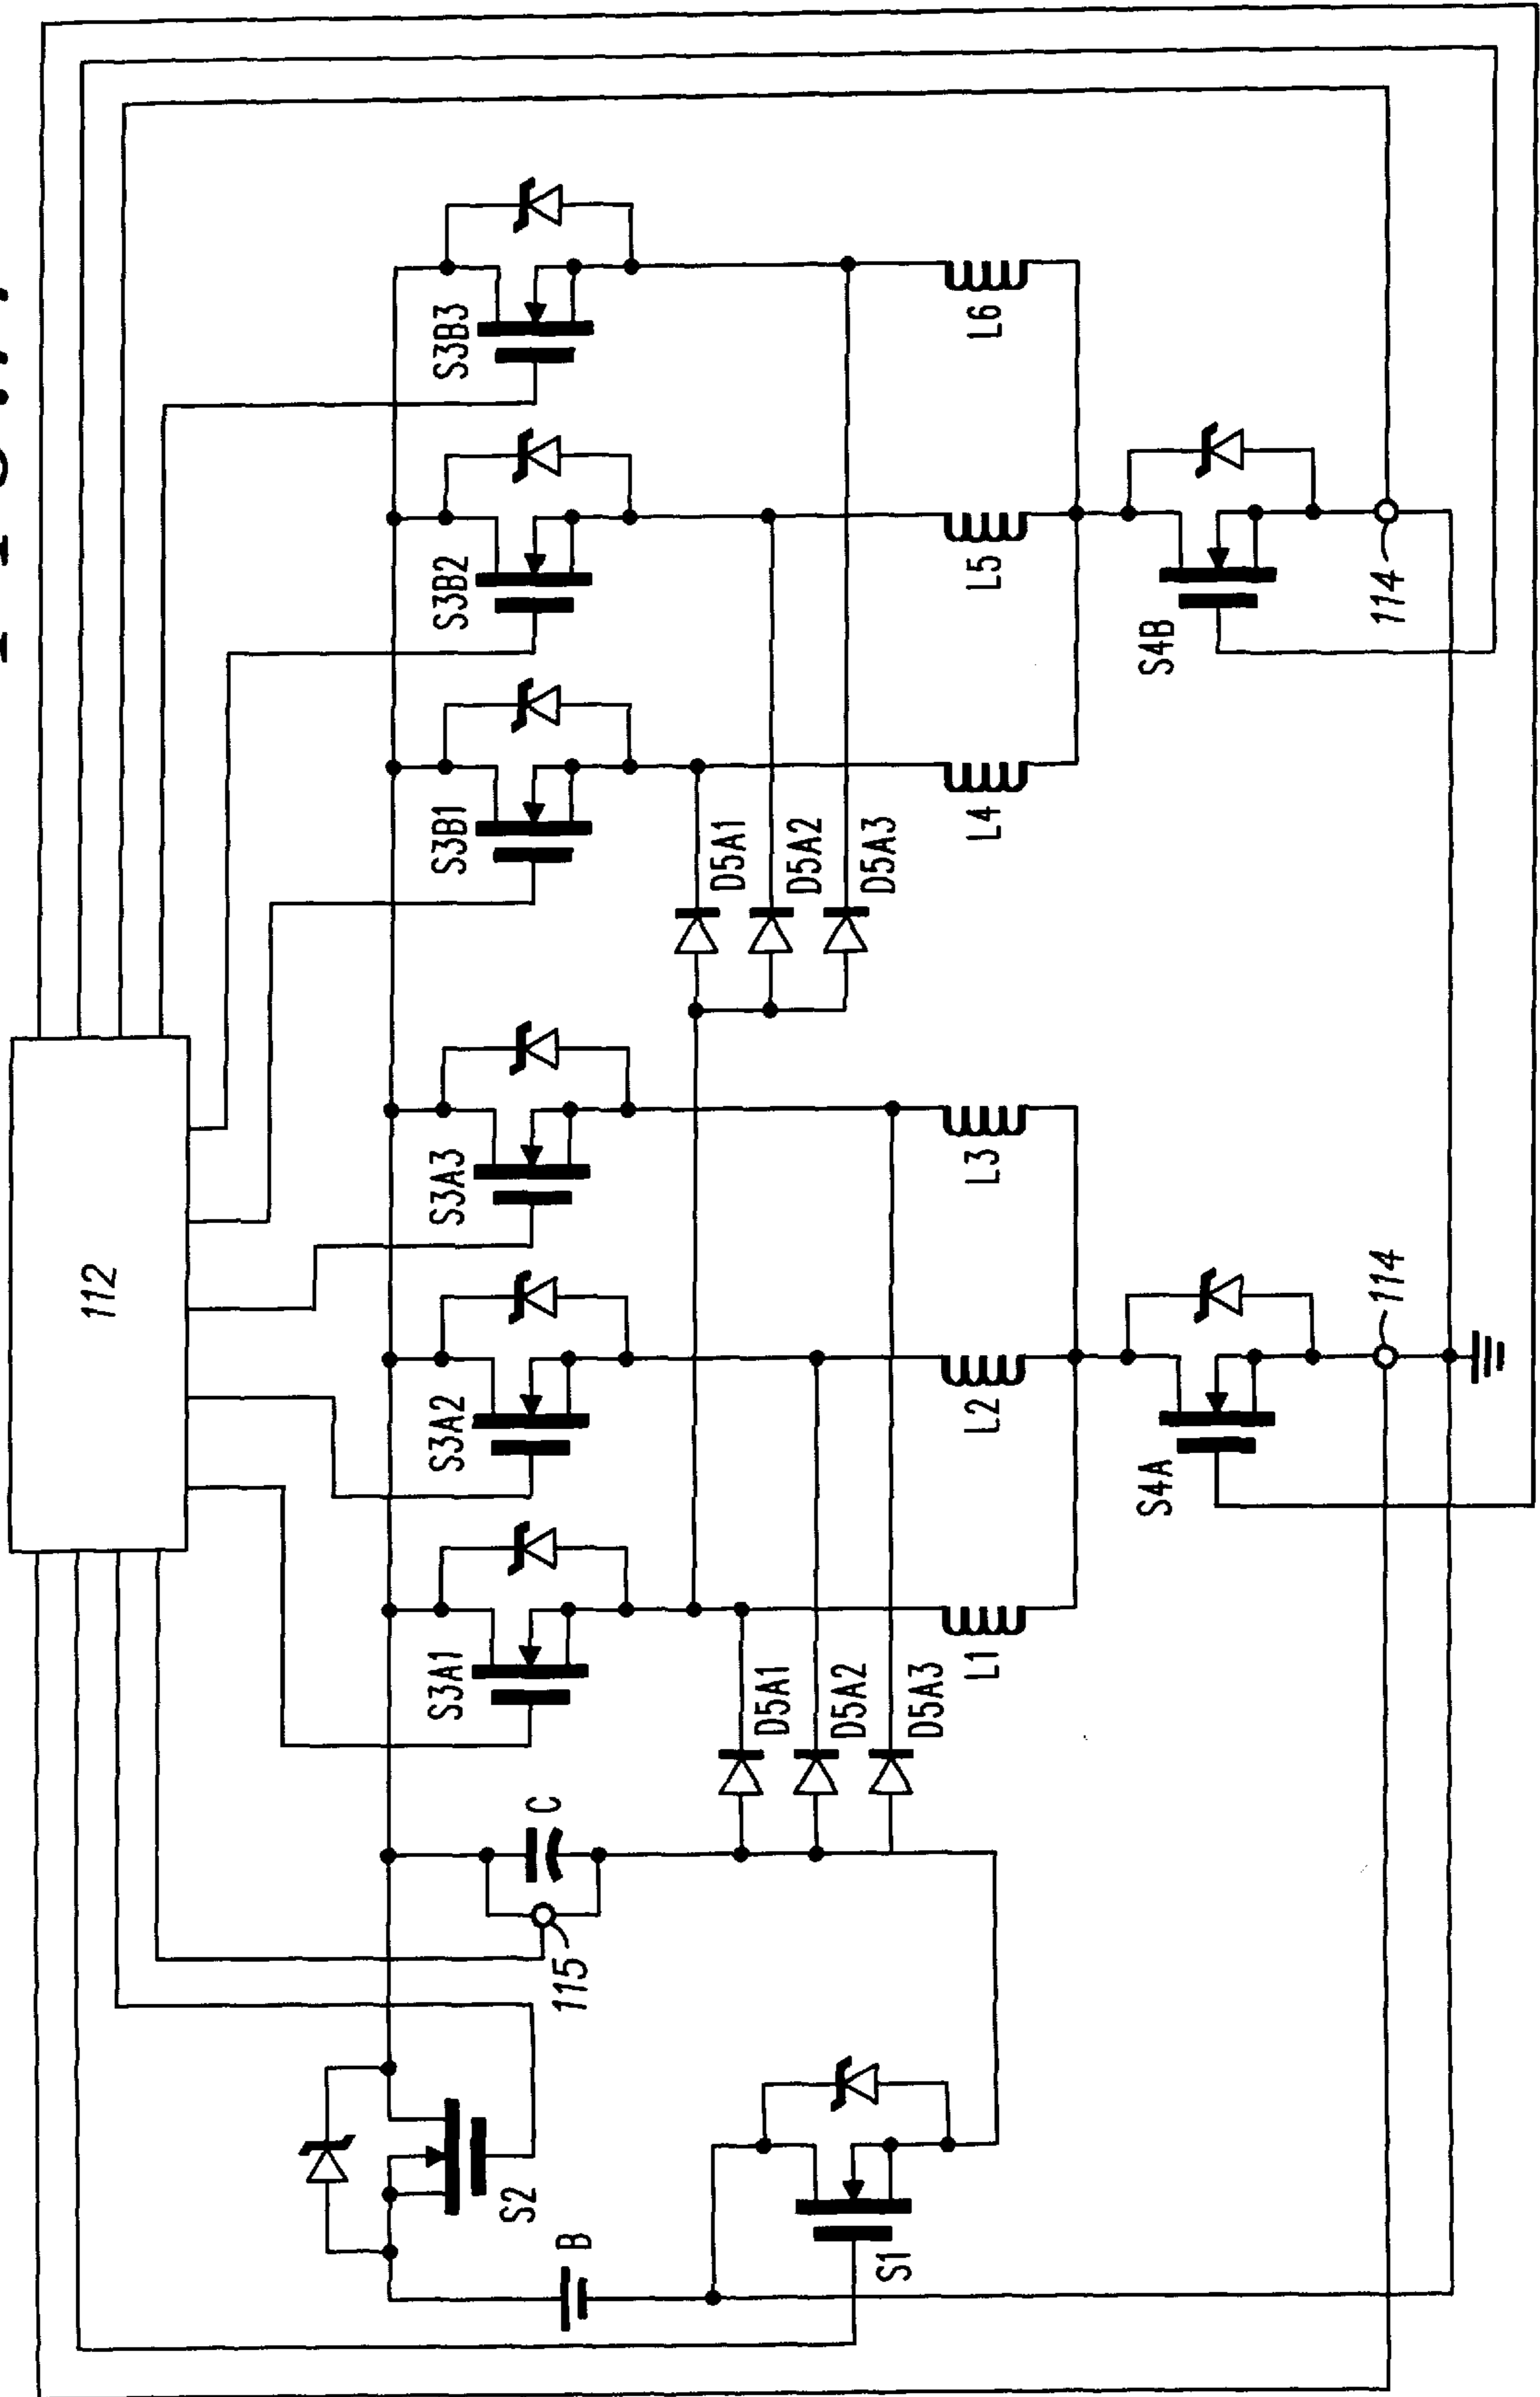 112
S3A1
S3A2
S3A3
S3B1
S3B2
S3B3
S2
B
115
C
S1
D5A1
D5A2
D5A3
D5A1
D5A2
D5A3
L1
L2
L3
L4
L5
L6
S4A
114
S4B
114